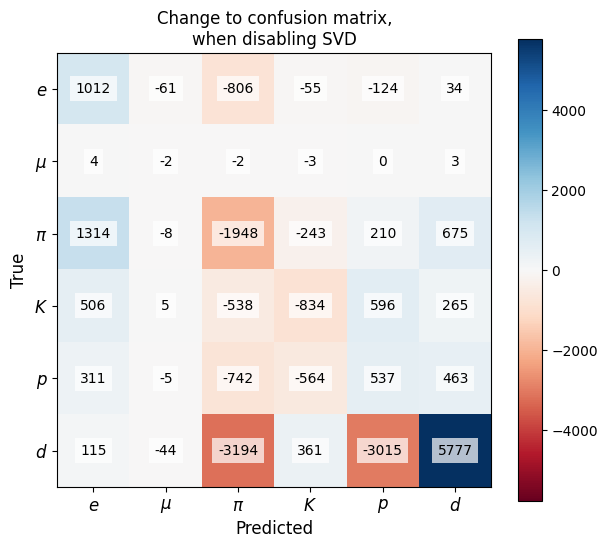 Change to confusion matrix,
when disabling SVD
e 1012 -61 -806 -55 -124 34
μ 4 -2 -2 -3 0 3
π 1314 -8 -1948 -243 210 675
K 506 5 -538 -834 596 265
p 311 -5 -742 -564 537 463
d 115 -44 -3194 361 -3015 5777
e μ π K p d
True
Predicted
4000
2000
0
−2000
−4000